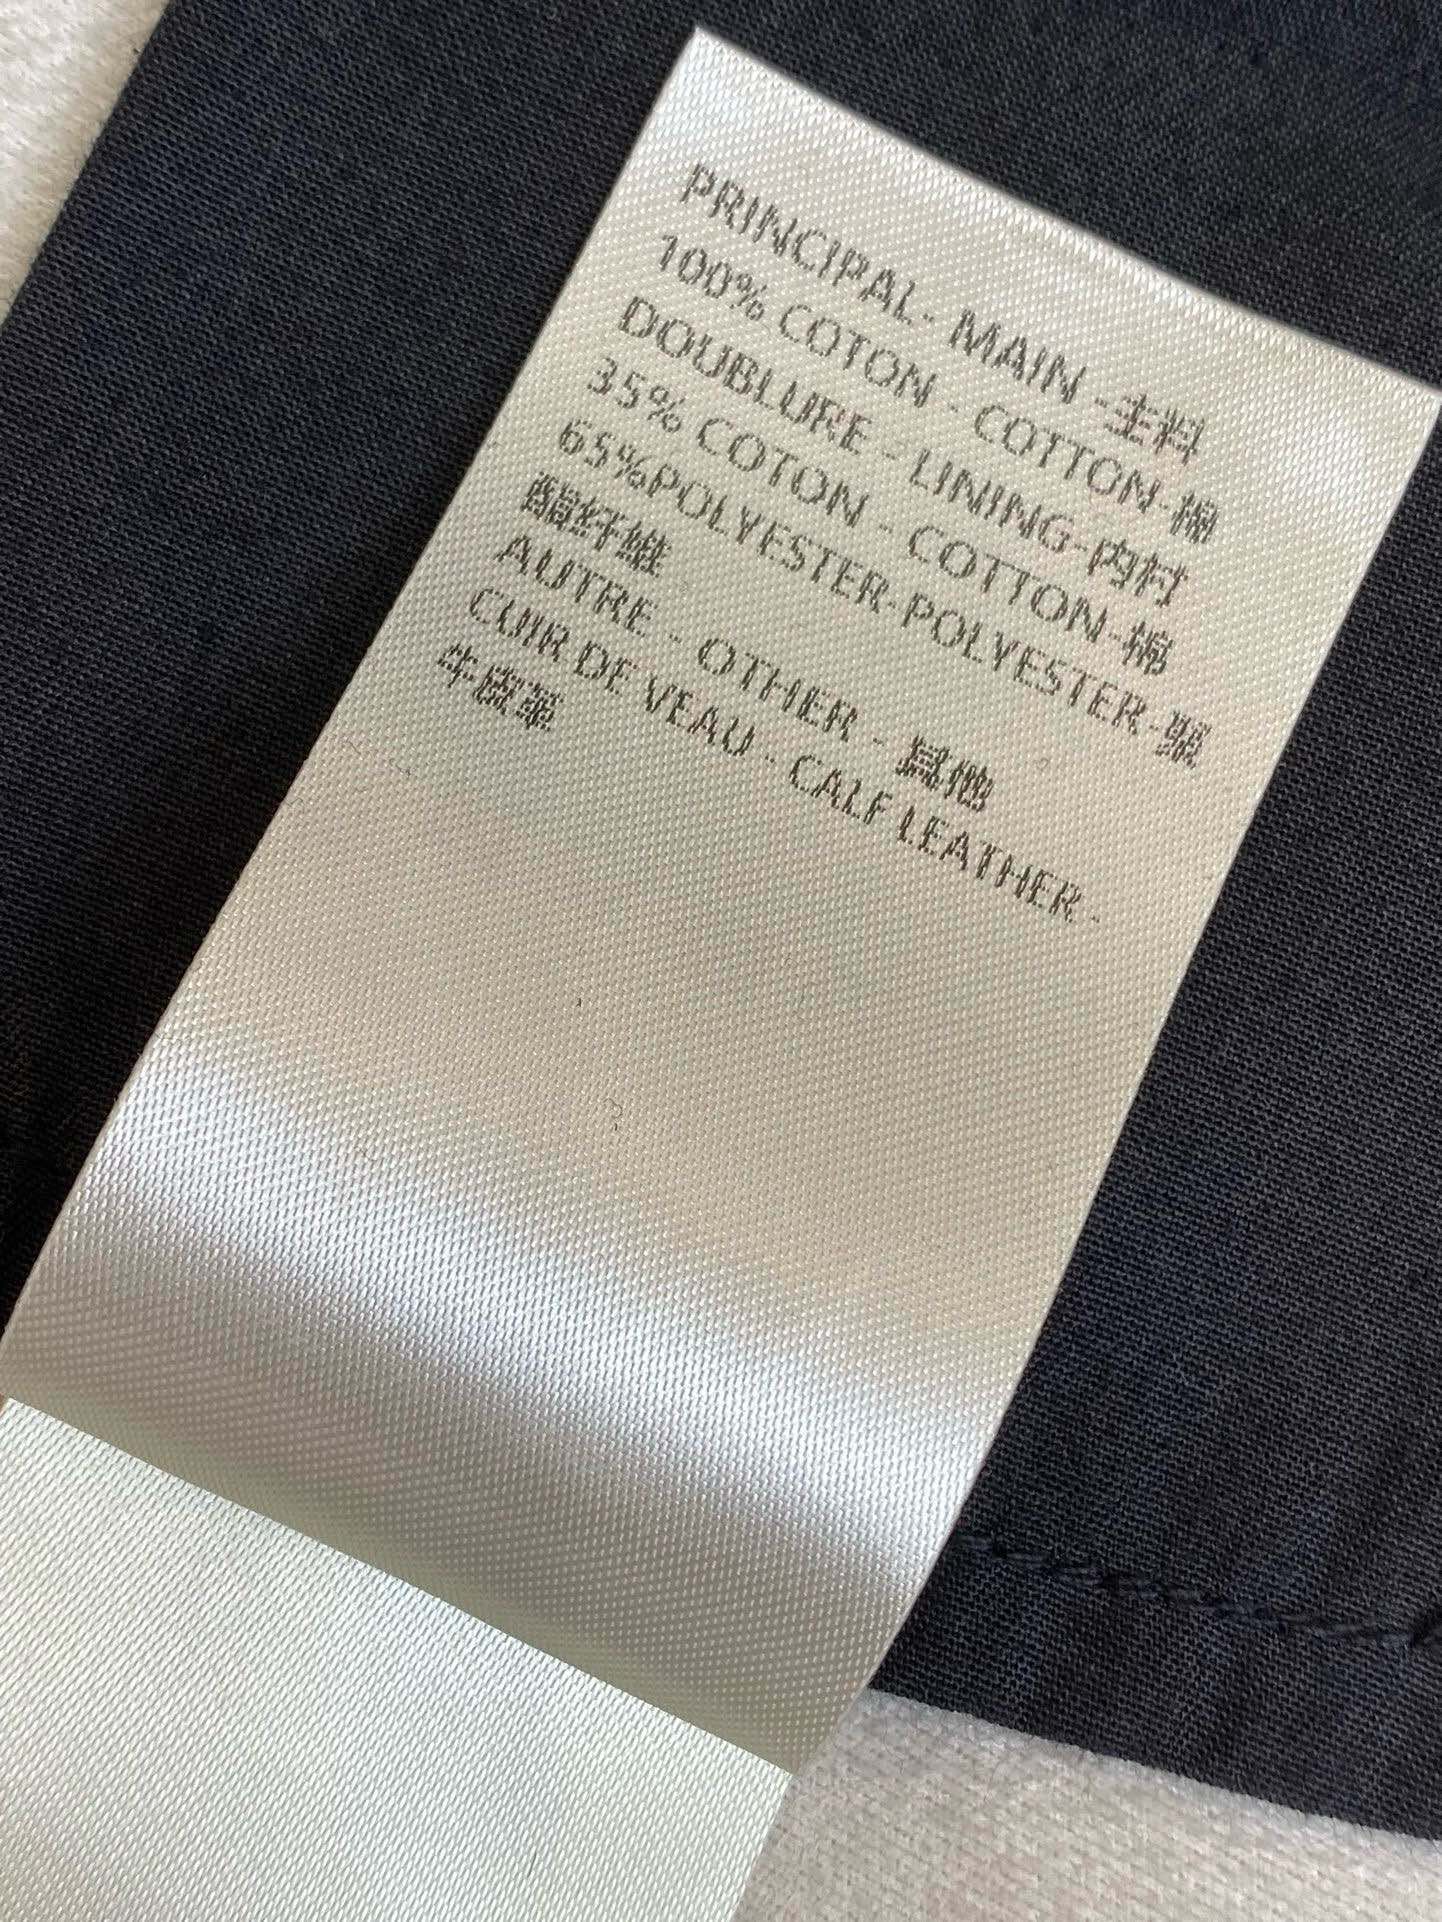 PRINCIPAL- MAIN -主料
100% COTON - COTTON-棉
DOUBLURE - LINING-内衬
35% COTON - COTTON-棉
65%POLYESTER-POLYESTER-聚
酯纤维
AUTRE - OTHER - 其他
CUIR DE VEAU - CALF LEATHER -
牛皮革